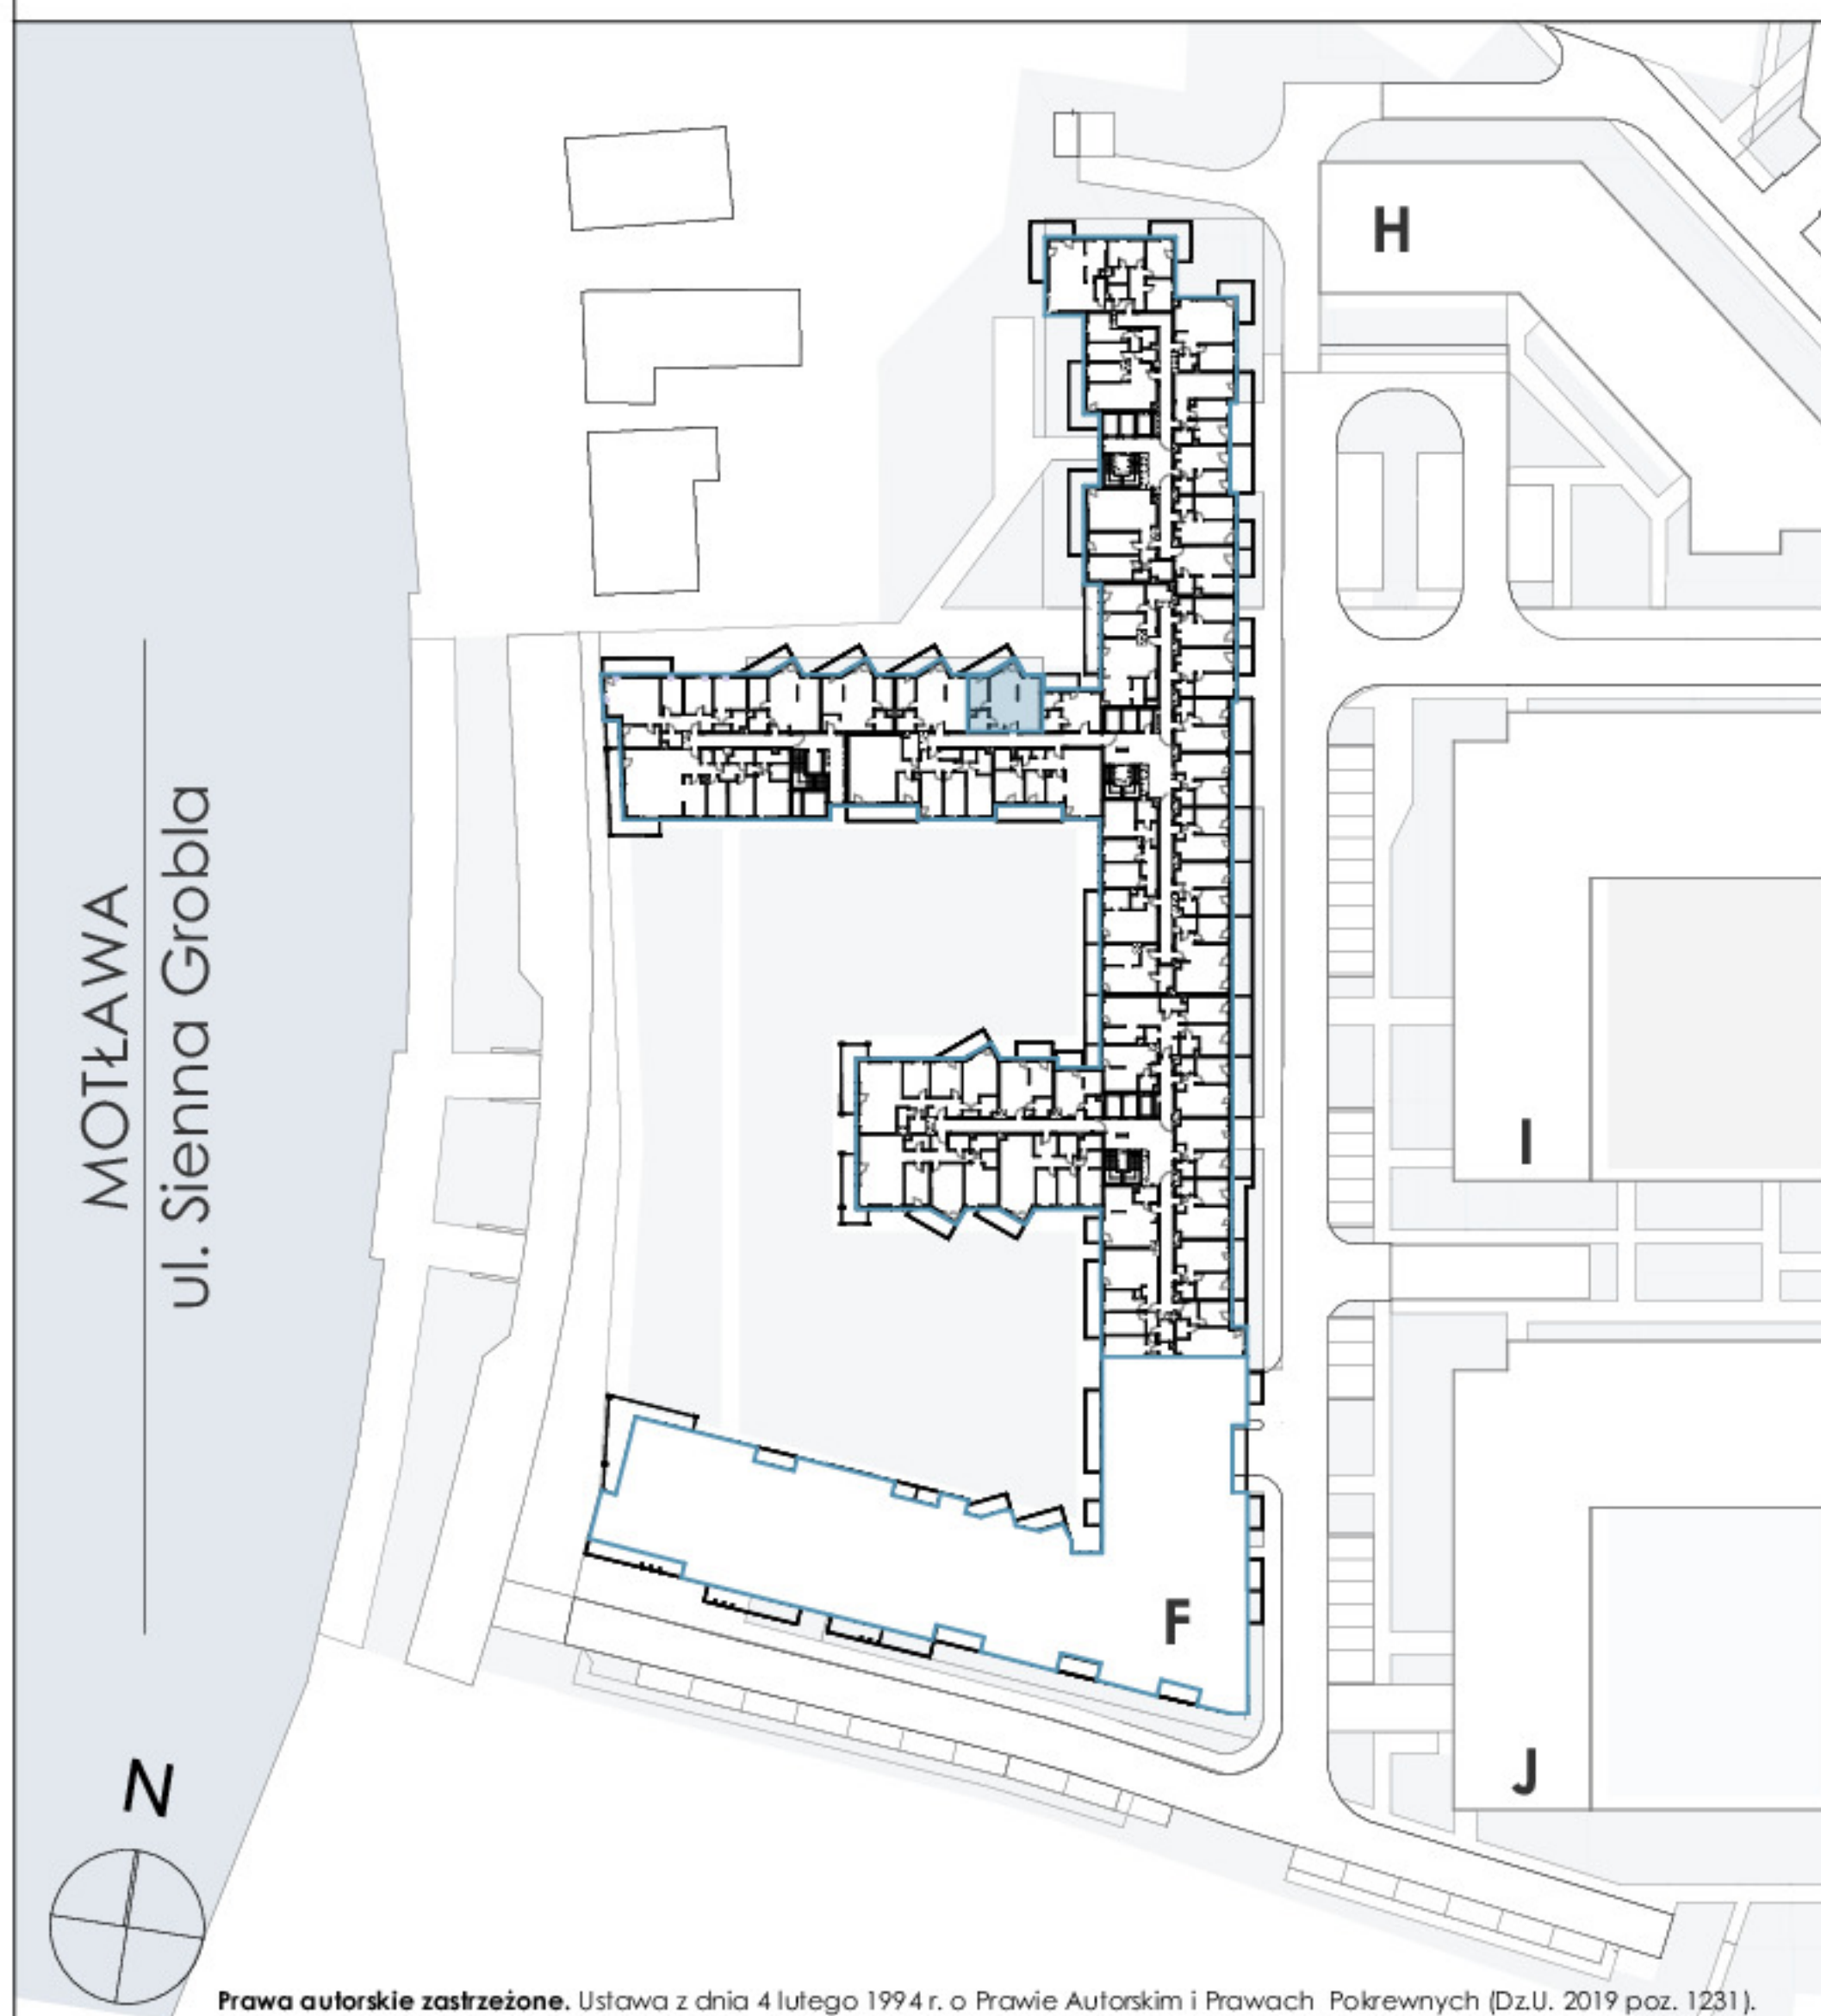 H
MOTŁAWA
ul. Sienna Grobla
I
F
J
N
Prawa autorskie zastrzeżone. Ustawa z dnia 4 lutego 1994 r. o Prawie Autorskim i Prawach Pokrewnych (Dz.U. 2019 poz. 1231).